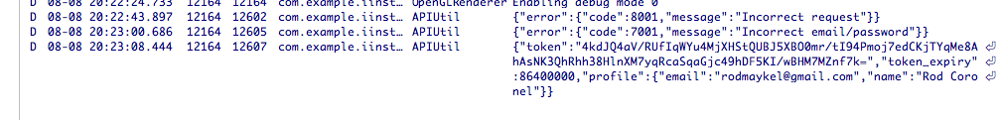 D 08-08 20:22:24.733 12164 12164 com.example.iinst... OpenGLRenderer Enabling debug mode 0
D 08-08 20:22:43.897 12164 12602 com.example.iinst... APIUtil {"error":{"code":8001,"message":"Incorrect request"}}
D 08-08 20:23:00.686 12164 12605 com.example.iinst... APIUtil {"error":{"code":7001,"message":"Incorrect email/password"}}
D 08-08 20:23:08.444 12164 12607 com.example.iinst... APIUtil {"token":"4kdJQ4aV/RUfIqWYu4MjXHStQUBJ5XBO0mr/tI94Pmoj7edCKjTYqMe8A
hAsNK3QhRhh38HlnXM7yqRcaSqaGjc49hDF5KI/wBHM7MZnf7k=","token_expiry"
:86400000,"profile":{"email":"rodmaykel@gmail.com","name":"Rod Coro
nel"}}